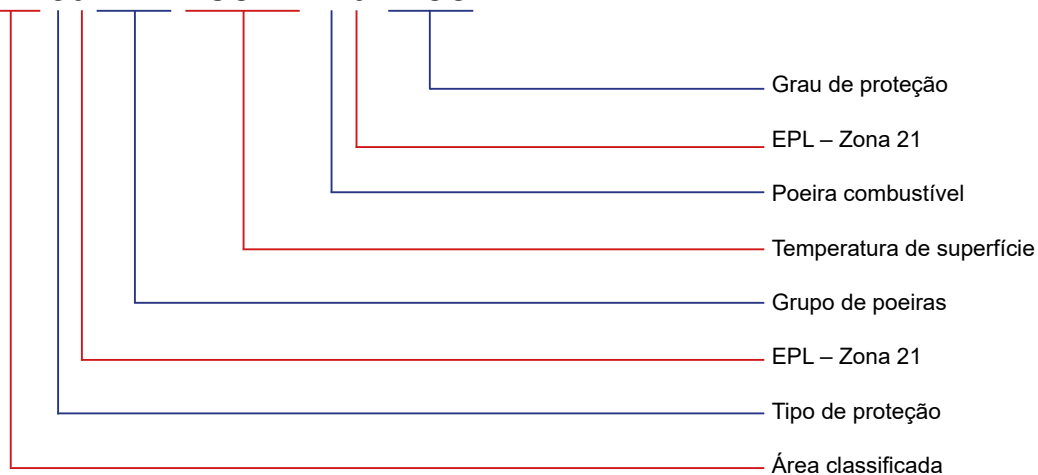 Grau de proteção
EPL – Zona 21
Poeira combustível
Temperatura de superfície
Grupo de poeiras
EPL – Zona 21
Tipo de proteção
Área classificada